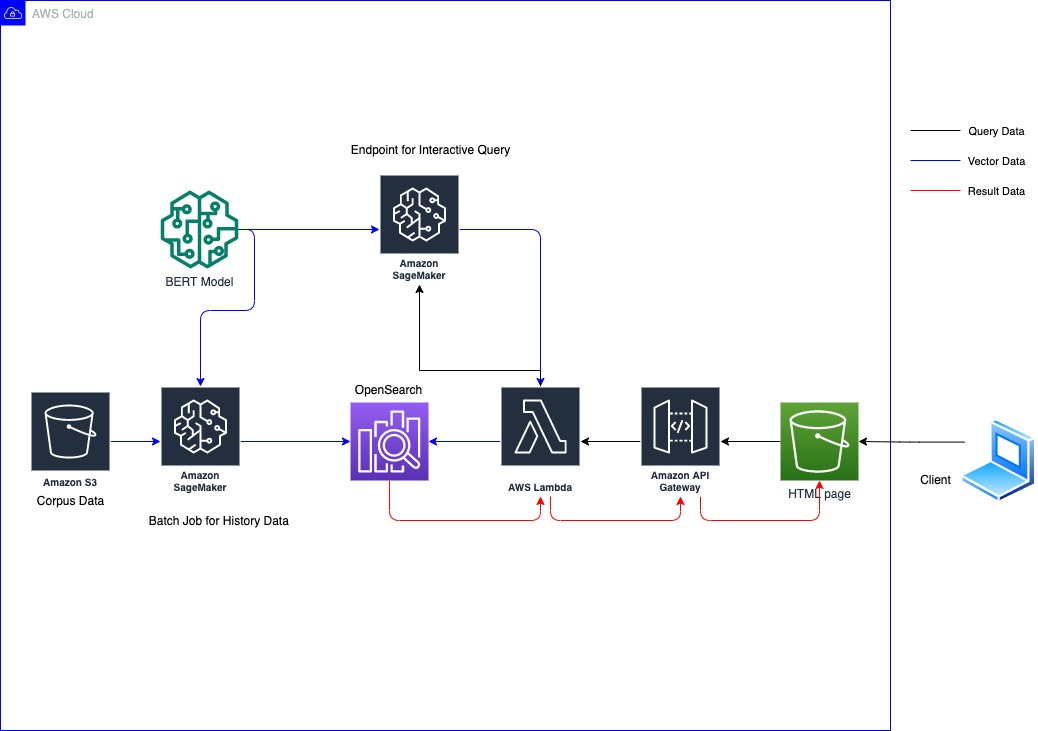 AWS Cloud
Query Data
Endpoint for Interactive Query
Vector Data
Result Data
Amazon
SageMaker
BERT Model
OpenSearch
Amazon S3
Corpus Data
Amazon
SageMaker
Batch Job for History Data
AWS Lambda
Amazon API
Gateway
HTML page
Client